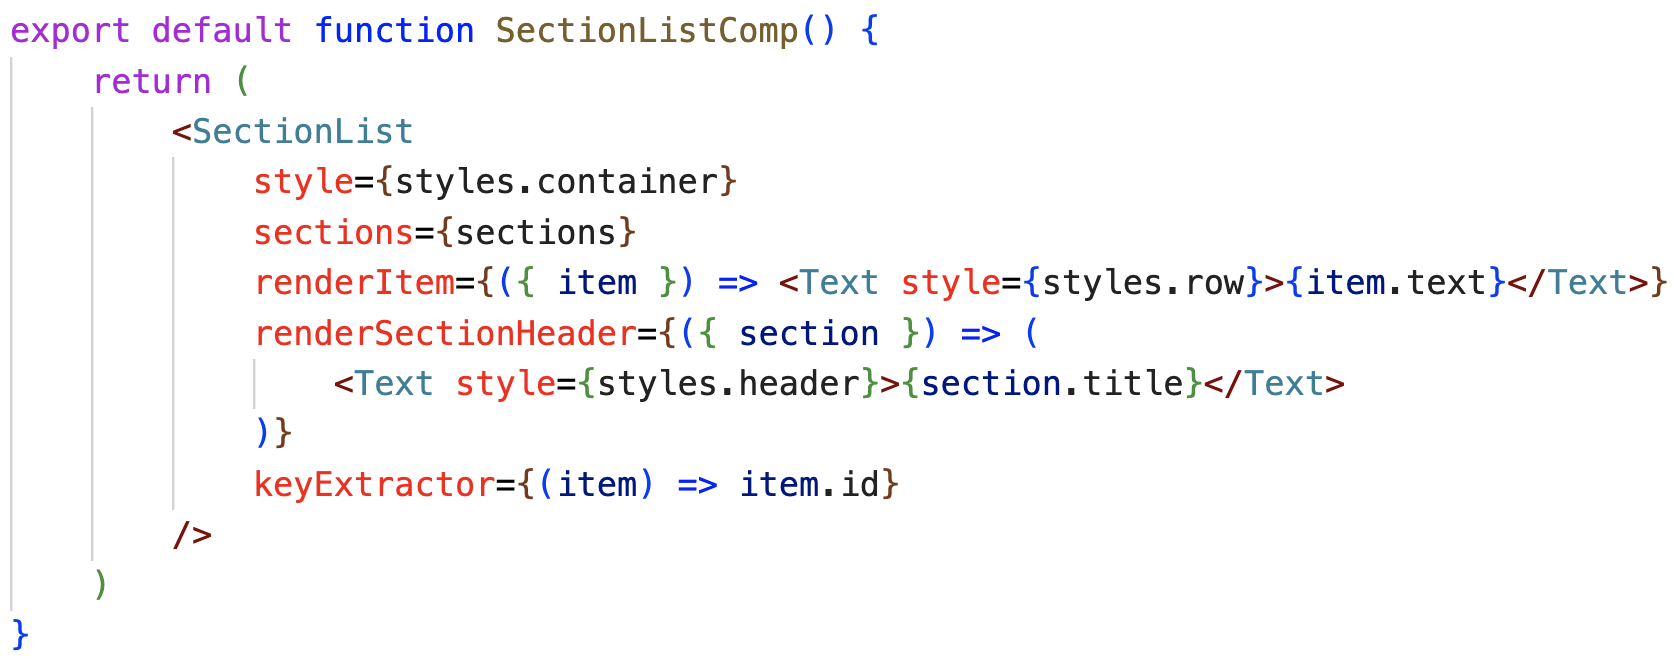 export default function SectionListComp() {
    return (
        <SectionList
            style={styles.container}
            sections={sections}
            renderItem={({ item }) => <Text style={styles.row}>{item.text}</Text>}
            renderSectionHeader={({ section }) => (
                <Text style={styles.header}>{section.title}</Text>
            )}
            keyExtractor={(item) => item.id}
        />
    )
}